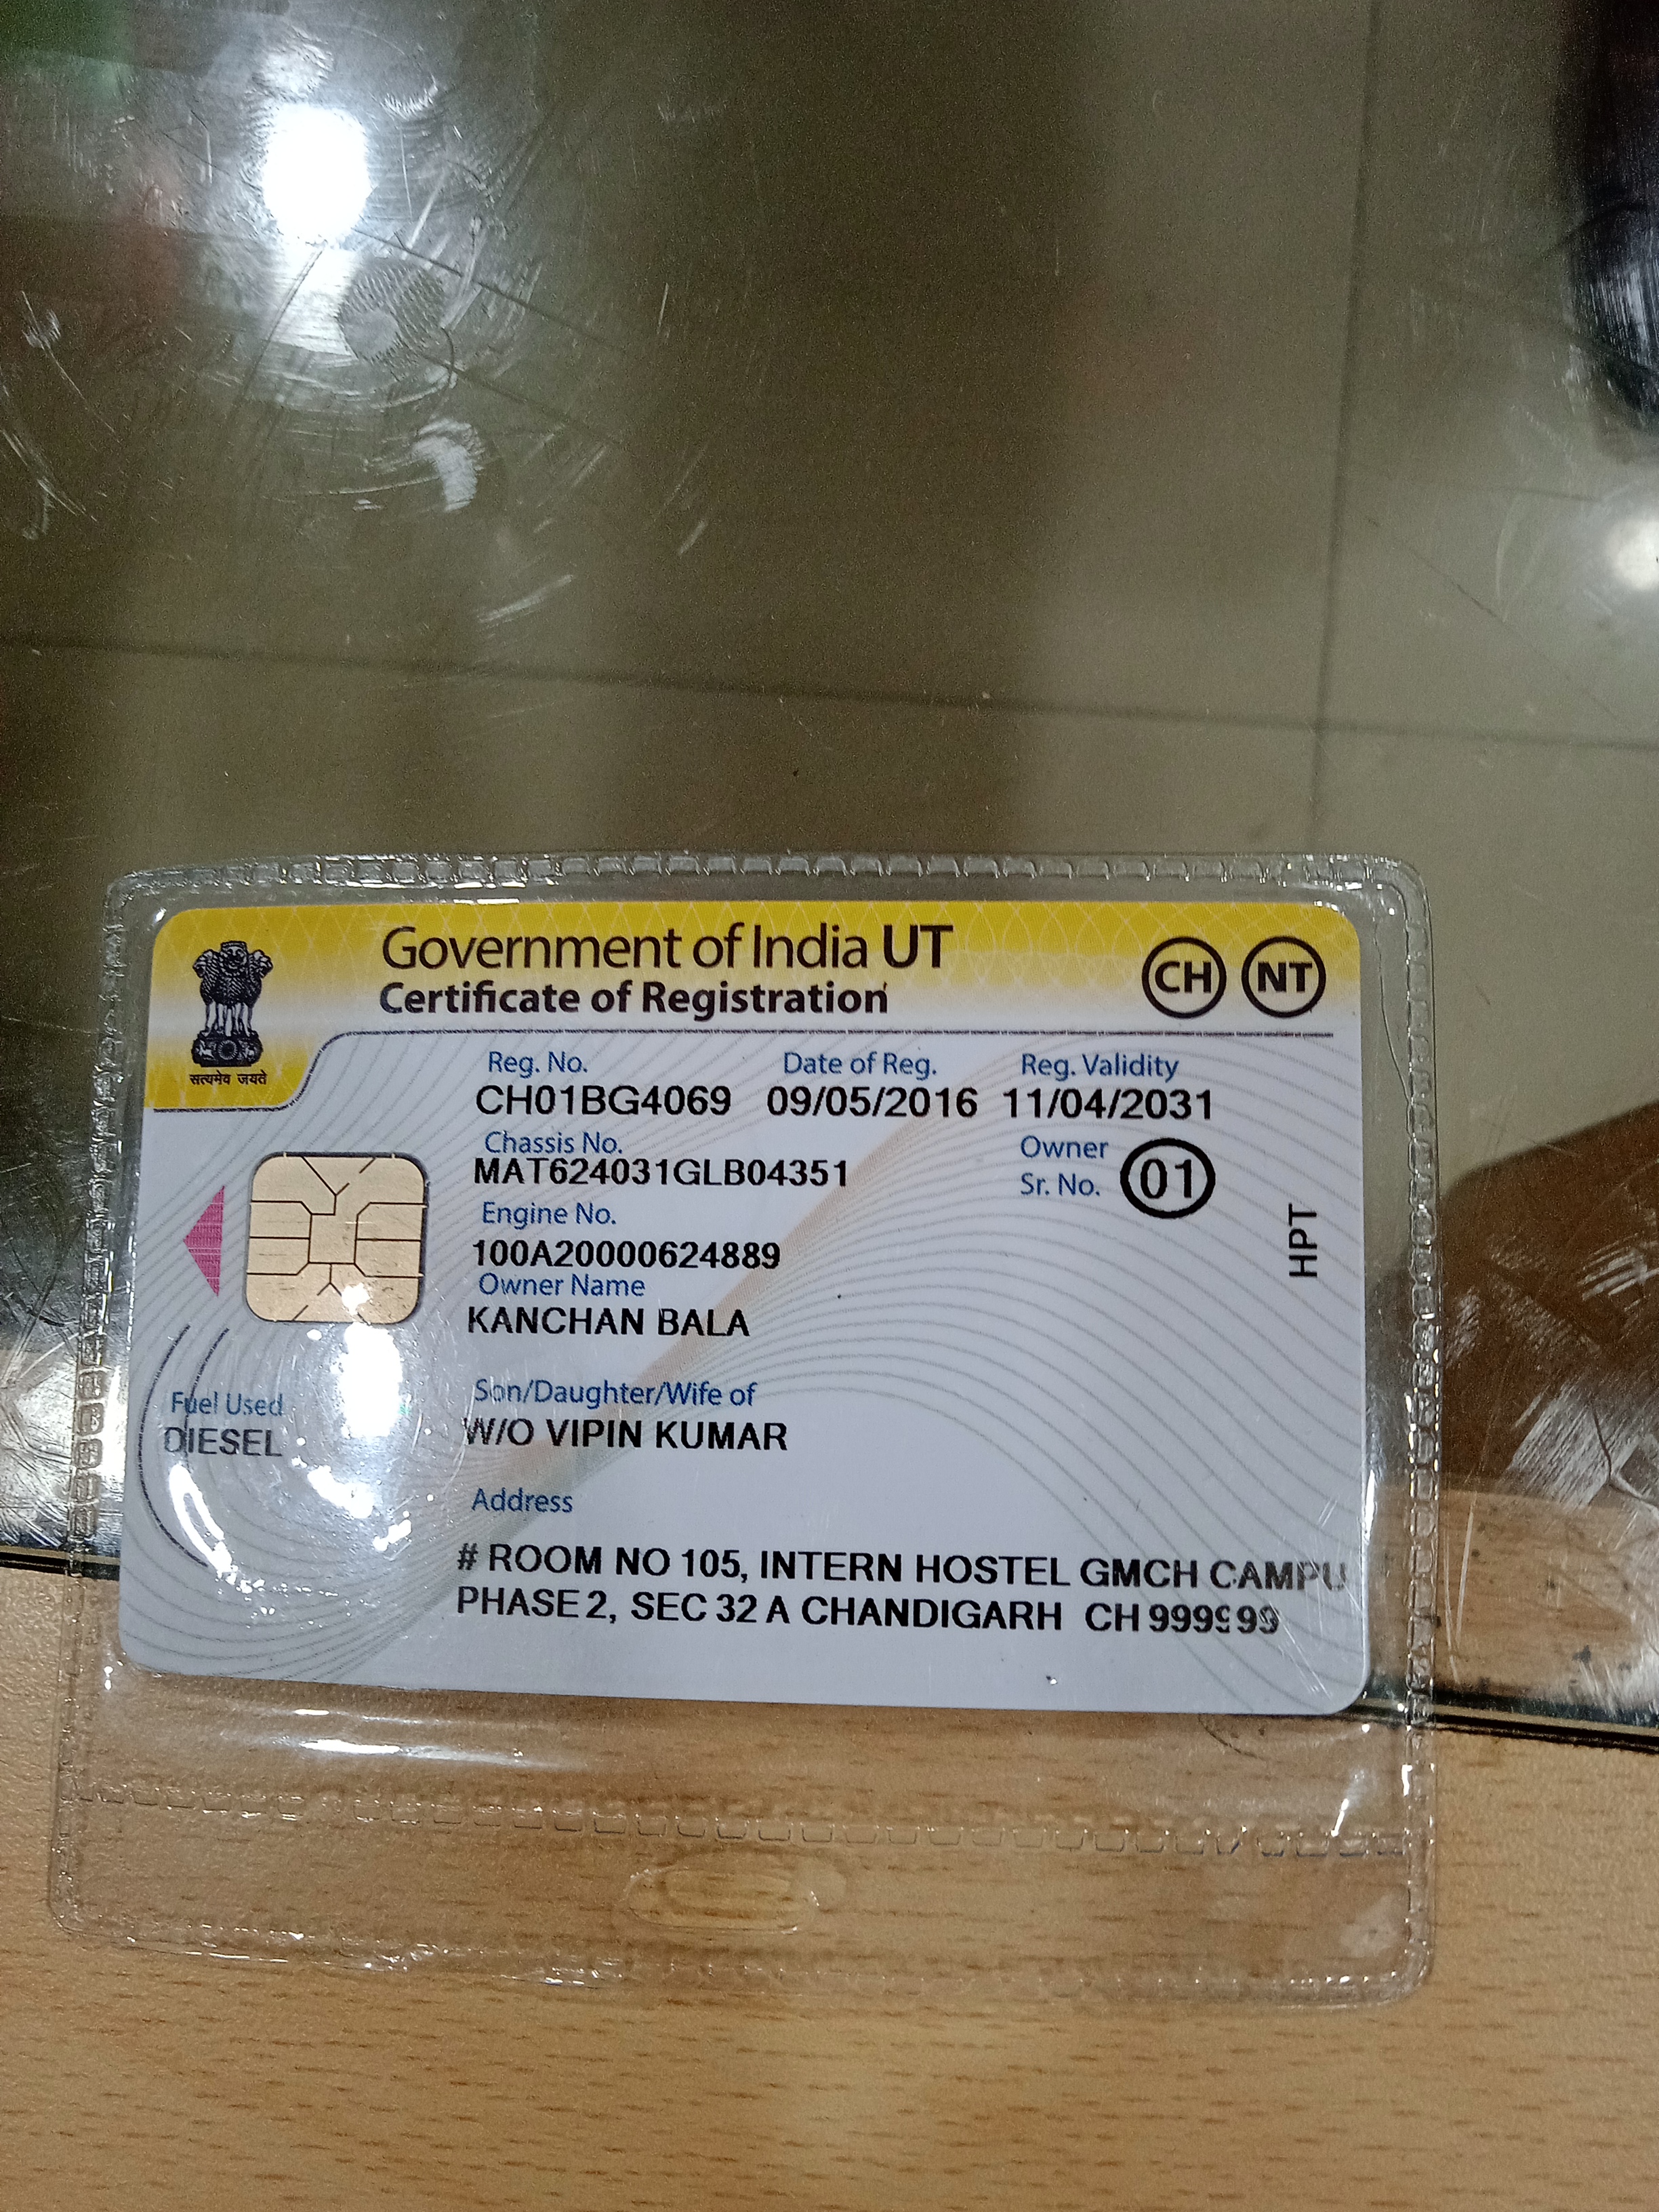 Government of India UT
Certificate of Registration
CH NT
सत्यमेव जयते
Reg. No. Date of Reg. Reg. Validity
CH01BG4069 09/05/2016 11/04/2031
Chassis No.
MAT624031GLB04351
Owner
Sr. No. 01
Engine No.
100A20000624889
HPT
Owner Name
KANCHAN BALA
Fuel Used
DIESEL
Son/Daughter/Wife of
W/O VIPIN KUMAR
Address
# ROOM NO 105, INTERN HOSTEL GMCH CAMPU
PHASE 2, SEC 32 A CHANDIGARH CH 999999